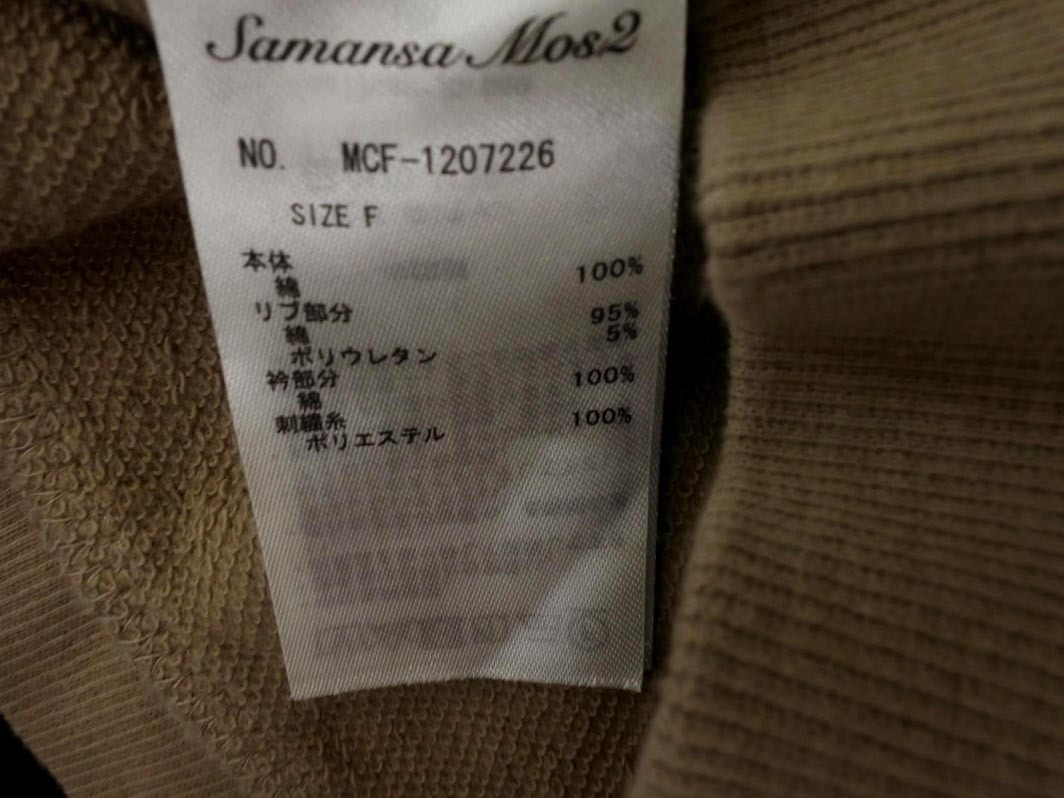 Samansa Mos2
NO. MCF-1207226
SIZE F
本体
綿 100%
リブ部分
綿 95%
ポリウレタン 5%
衿部分
綿 100%
刺繍糸
ポリエステル 100%